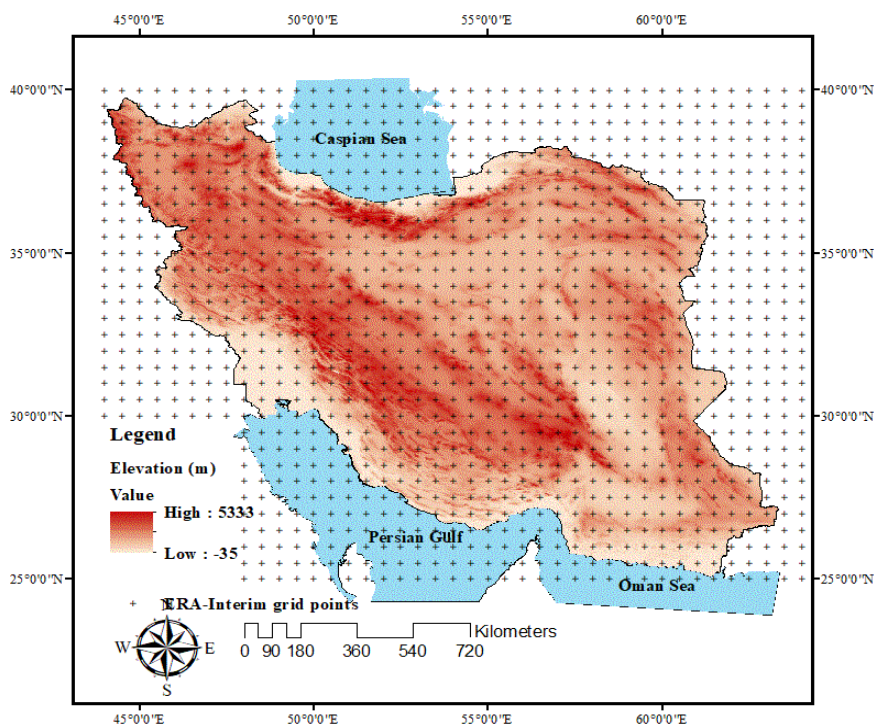 45°0'0"E 50°0'0"E 55°0'0"E 60°0'0"E
40°0'0"N 40°0'0"N
Caspian Sea
35°0'0"N 35°0'0"N
30°0'0"N 30°0'0"N
Legend
Elevation (m)
Value
High : 5333
Low : -35
Persian Gulf
25°0'0"N 25°0'0"N
Oman Sea
ERA-Interim grid points
N
W E
S
Kilometers
0 90 180 360 540 720
45°0'0"E 50°0'0"E 55°0'0"E 60°0'0"E